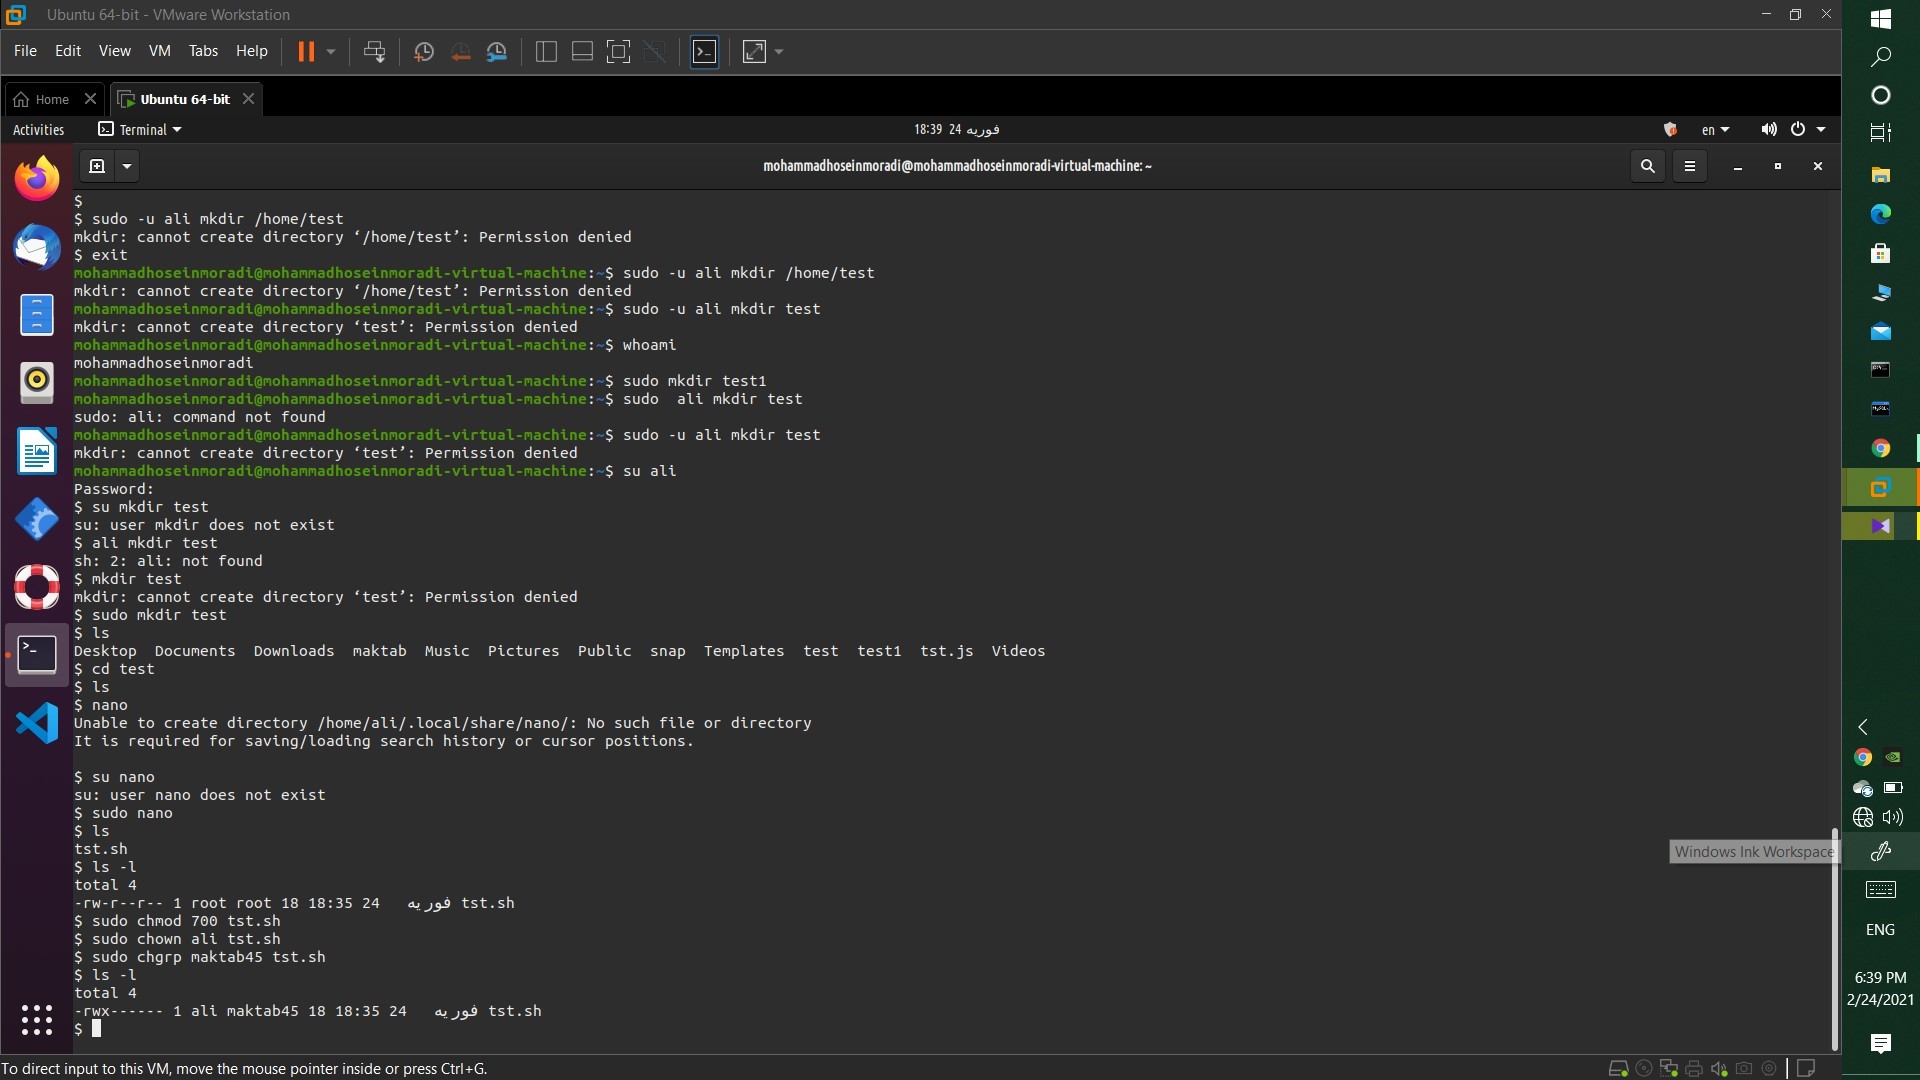 Ubuntu 64-bit - VMware Workstation
File Edit View VM Tabs Help
Home
Ubuntu 64-bit
Activities
Terminal
18:39 24 فوریه
en
mohammadhoseinmoradi@mohammadhoseinmoradi-virtual-machine: ~
$
$ sudo -u ali mkdir /home/test
mkdir: cannot create directory ‘/home/test’: Permission denied
$ exit
mohammadhoseinmoradi@mohammadhoseinmoradi-virtual-machine:~$ sudo -u ali mkdir /home/test
mkdir: cannot create directory ‘/home/test’: Permission denied
mohammadhoseinmoradi@mohammadhoseinmoradi-virtual-machine:~$ sudo -u ali mkdir test
mkdir: cannot create directory ‘test’: Permission denied
mohammadhoseinmoradi@mohammadhoseinmoradi-virtual-machine:~$ whoami
mohammadhoseinmoradi
mohammadhoseinmoradi@mohammadhoseinmoradi-virtual-machine:~$ sudo mkdir test1
mohammadhoseinmoradi@mohammadhoseinmoradi-virtual-machine:~$ sudo  ali mkdir test
sudo: ali: command not found
mohammadhoseinmoradi@mohammadhoseinmoradi-virtual-machine:~$ sudo -u ali mkdir test
mkdir: cannot create directory ‘test’: Permission denied
mohammadhoseinmoradi@mohammadhoseinmoradi-virtual-machine:~$ su ali
Password:
$ su mkdir test
su: user mkdir does not exist
$ ali mkdir test
sh: 2: ali: not found
$ mkdir test
mkdir: cannot create directory ‘test’: Permission denied
$ sudo mkdir test
$ ls
Desktop  Documents  Downloads  maktab  Music  Pictures  Public  snap  Templates  test  test1  tst.js  Videos
$ cd test
$ ls
$ nano
Unable to create directory /home/ali/.local/share/nano/: No such file or directory
It is required for saving/loading search history or cursor positions.
$ su nano
su: user nano does not exist
$ sudo nano
$ ls
tst.sh
$ ls -l
total 4
-rw-r--r-- 1 root root 18 18:35 24   فوریه tst.sh
$ sudo chmod 700 tst.sh
$ sudo chown ali tst.sh
$ sudo chgrp maktab45 tst.sh
$ ls -l
total 4
-rwx------ 1 ali maktab45 18 18:35 24   فوریه tst.sh
$
Windows Ink Workspace
ENG
6:39 PM
2/24/2021
To direct input to this VM, move the mouse pointer inside or press Ctrl+G.